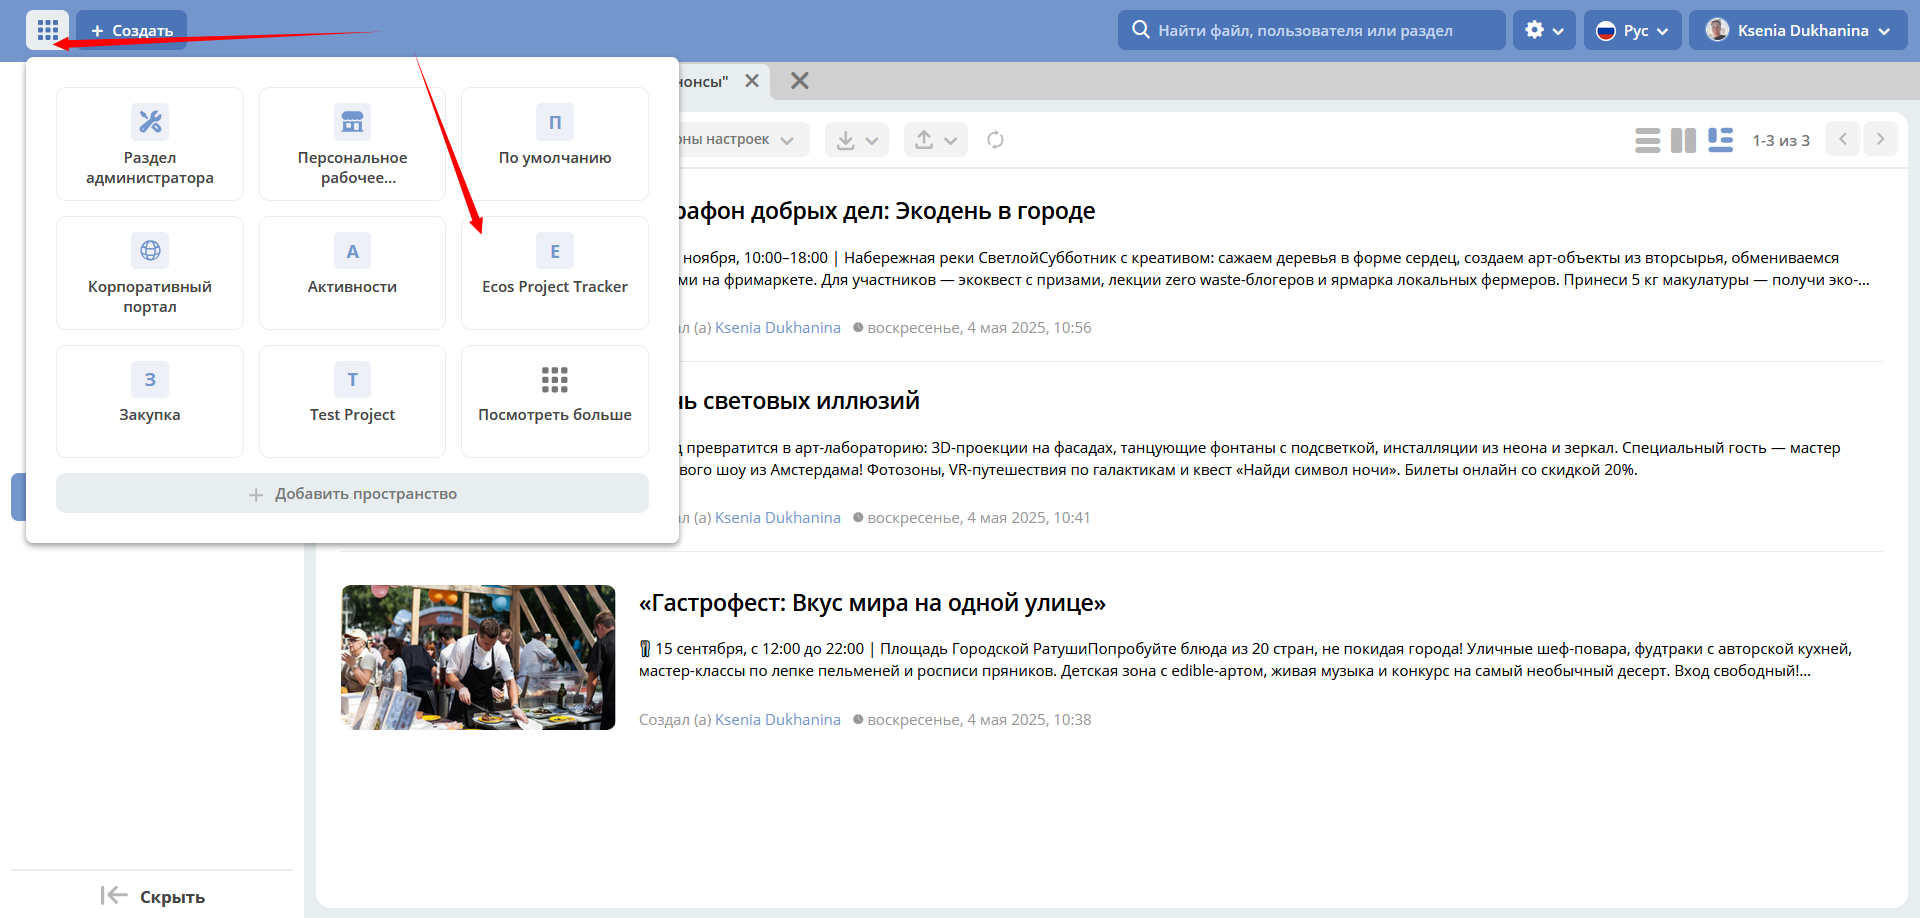 Создать
Найти файл, пользователя или раздел
Рус
Ksenia Dukhanina
нонсы"
Раздел
администратора
Персональное
рабочее...
П
По умолчанию
Корпоративный
портал
А
Активности
E
Ecos Project Tracker
З
Закупка
T
Test Project
Посмотреть больше
Добавить пространство
Скрыть
оны настроек
1-3 из 3
рафон добрых дел: Экодень в городе
ноября, 10:00–18:00 | Набережная реки СветлойСубботник с креативом: сажаем деревья в форме сердец, создаем арт-объекты из вторсырья, обмениваемся
ми на фримаркете. Для участников — экоквест с призами, лекции zero waste-блогеров и ярмарка локальных фермеров. Принеси 5 кг макулатуры — получи эко-...
ал (а) Ksenia Dukhanina воскресенье, 4 мая 2025, 10:56
нь световых иллюзий
д превратится в арт-лабораторию: 3D-проекции на фасадах, танцующие фонтаны с подсветкой, инсталляции из неона и зеркал. Специальный гость — мастер
вого шоу из Амстердама! Фотозоны, VR-путешествия по галактикам и квест «Найди символ ночи». Билеты онлайн со скидкой 20%.
ал (а) Ksenia Dukhanina воскресенье, 4 мая 2025, 10:41
«Гастрофест: Вкус мира на одной улице»
15 сентября, с 12:00 до 22:00 | Площадь Городской РатушиПопробуйте блюда из 20 стран, не покидая города! Уличные шеф-повара, фудтраки с авторской кухней,
мастер-классы по лепке пельменей и росписи пряников. Детская зона с edible-артом, живая музыка и конкурс на самый необычный десерт. Вход свободный!...
Создал (а) Ksenia Dukhanina воскресенье, 4 мая 2025, 10:38